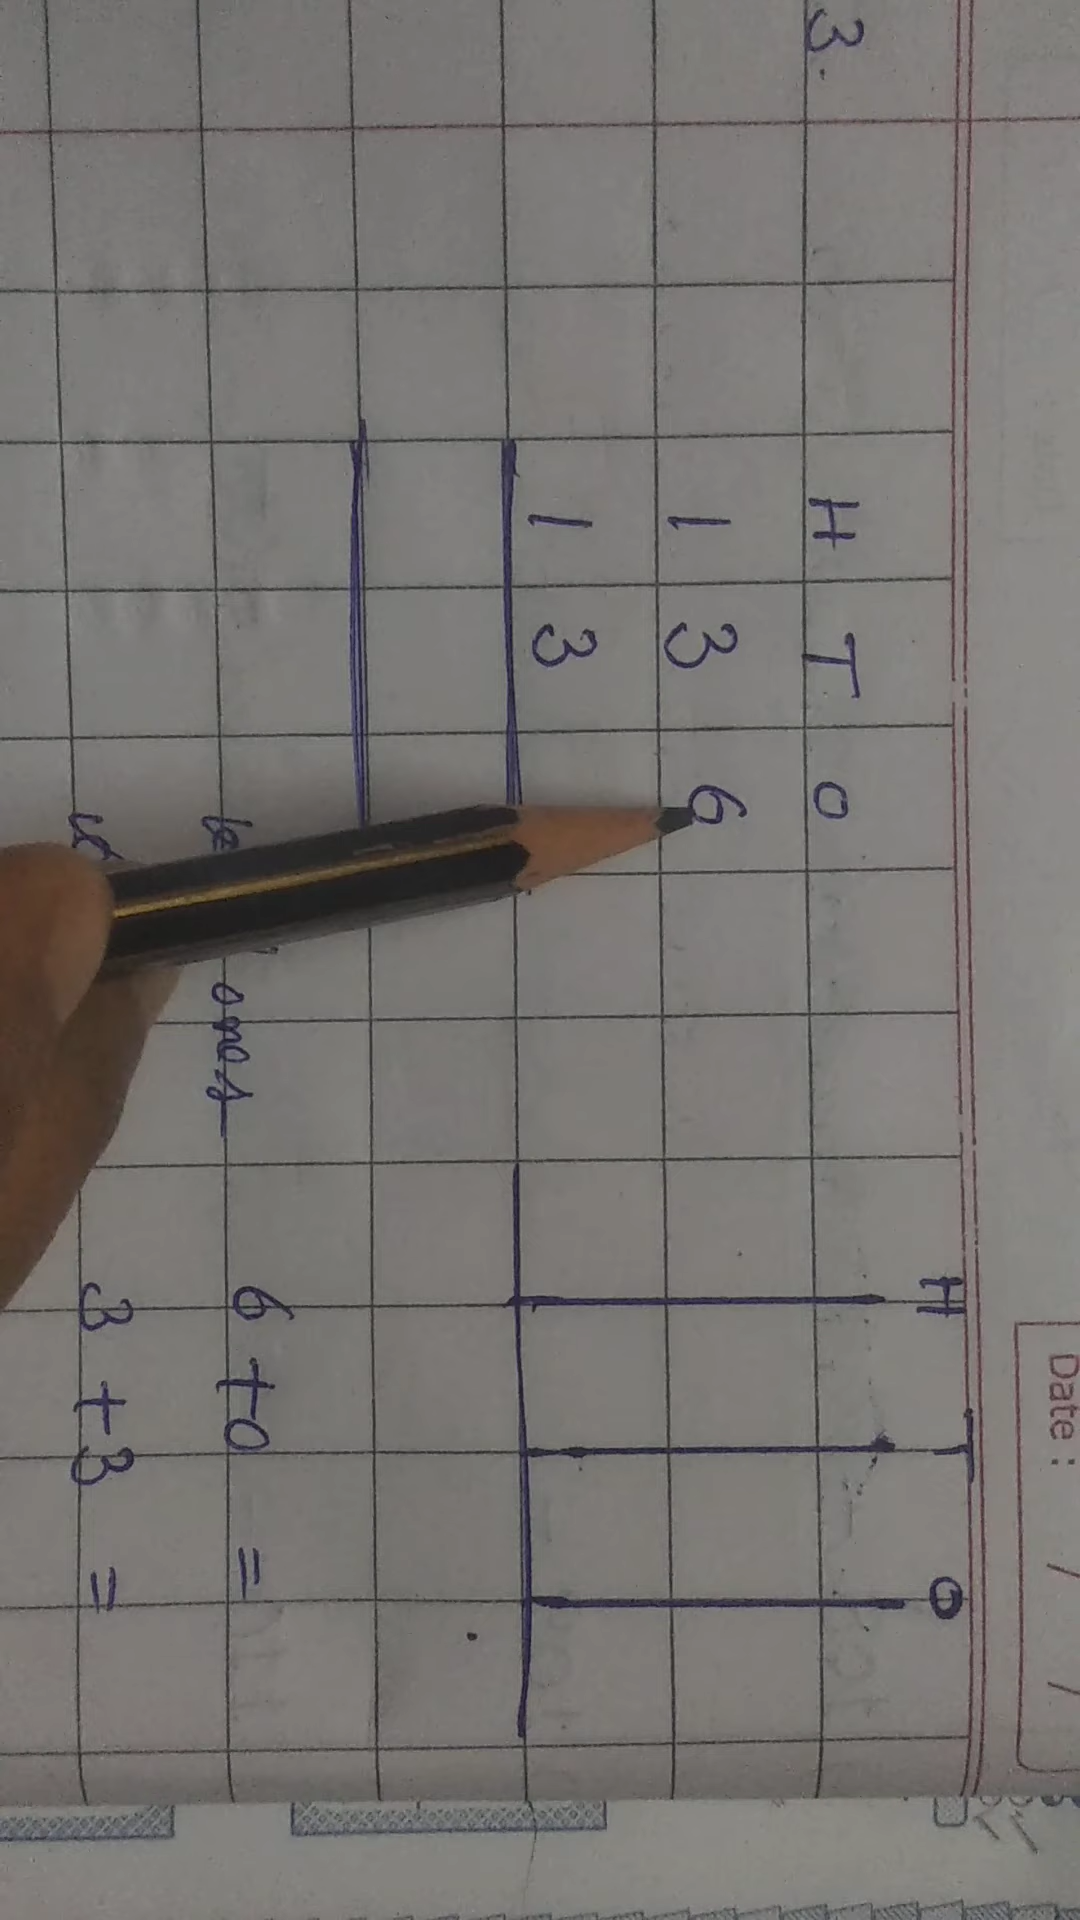 Date : / /
3. H T O H T O
1 3 6
1 3
ones 6 + 0 =
3 + 3 =